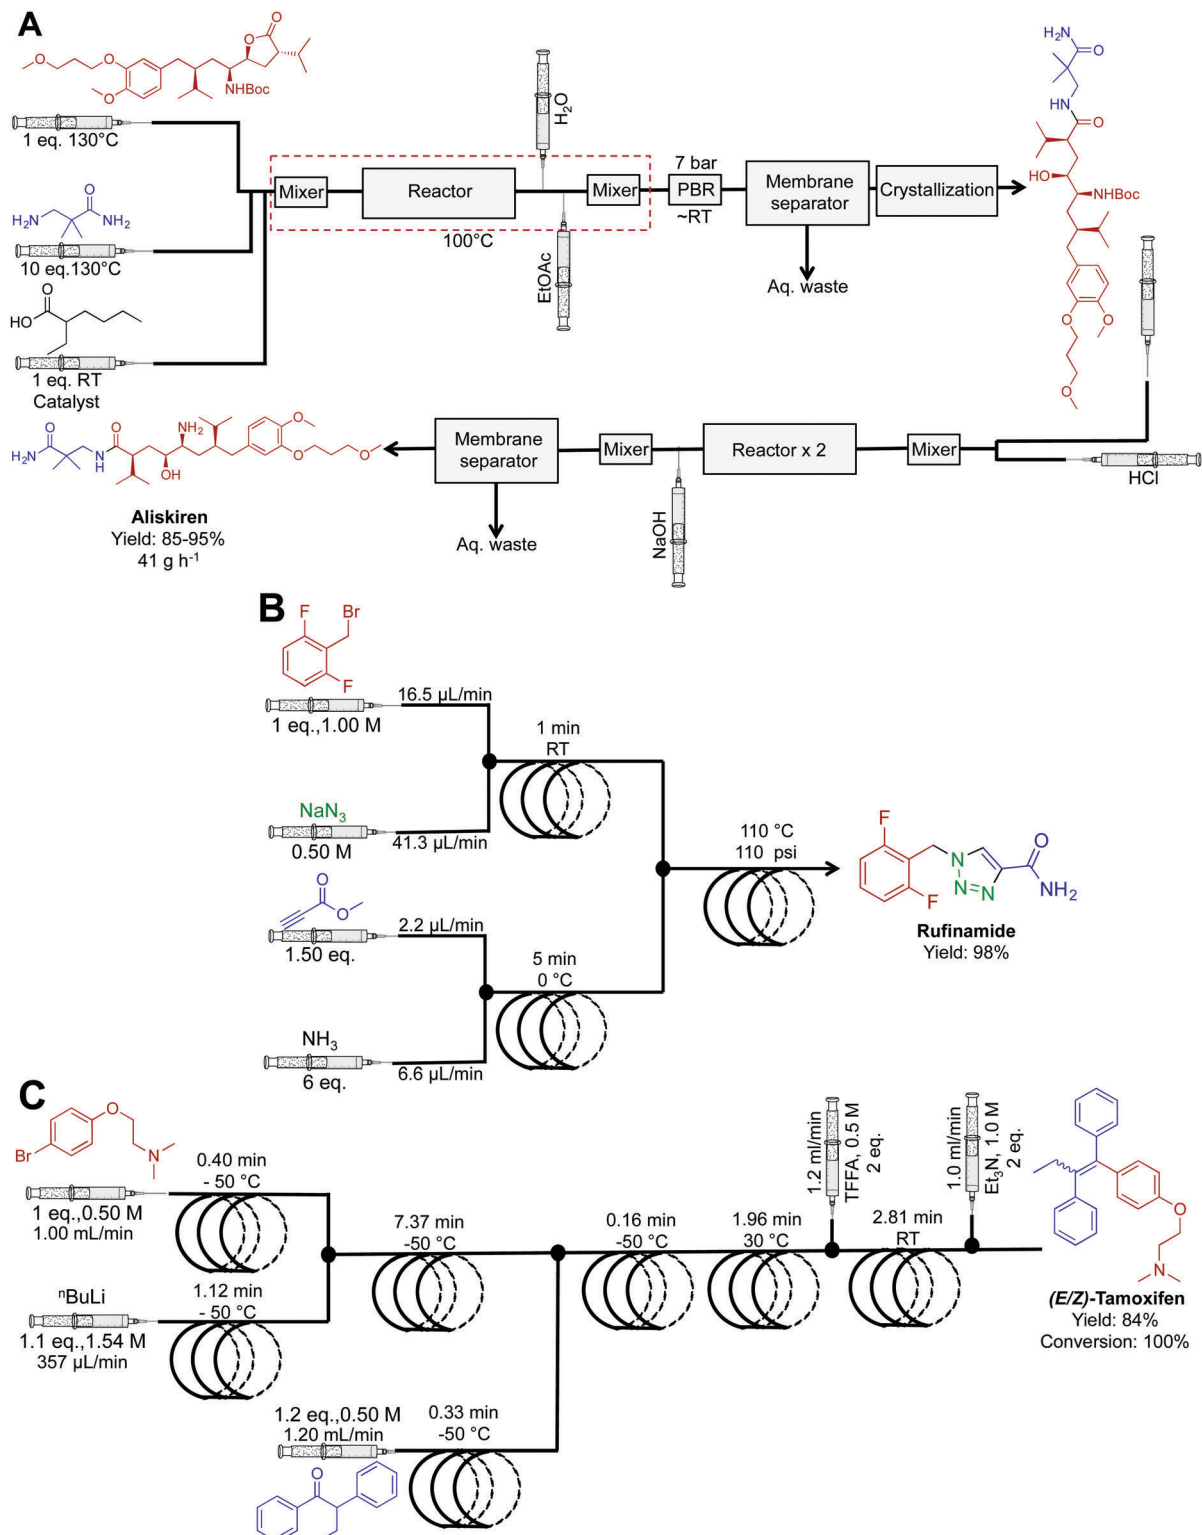 A
O
O
O
O
O
NHBoc
1 eq. 130°C
O
H2N
NH2
10 eq.130°C
O
HO
1 eq. RT
Catalyst
Mixer
Reactor
H2O
EtOAc
Mixer
100°C
7 bar
PBR
~RT
Membrane
separator
Aq. waste
Crystallization
H2N
O
HN
O
HO
NHBoc
O
O
O
HCl
Mixer
Reactor x 2
NaOH
Mixer
Membrane
separator
Aq. waste
O
H2N
N
H
O
OH
NH2
O
O
O
Aliskiren
Yield: 85-95%
41 g h-1
B
F
Br
F
16.5 µL/min
1 eq.,1.00 M
1 min
RT
NaN3
0.50 M
41.3 µL/min
O
O
2.2 µL/min
1.50 eq.
5 min
0 °C
NH3
6 eq.
6.6 µL/min
110 °C
110 psi
F
F
N
N
N
O
NH2
Rufinamide
Yield: 98%
C
Br
O
N
1 eq.,0.50 M
1.00 mL/min
0.40 min
- 50 °C
nBuLi
1.1 eq.,1.54 M
357 µL/min
1.12 min
- 50 °C
7.37 min
-50 °C
1.2 eq.,0.50 M
1.20 mL/min
0.33 min
-50 °C
O
0.16 min
-50 °C
1.96 min
30 °C
1.2 ml/min
TFFA, 0.5 M
2 eq.
2.81 min
RT
1.0 ml/min
Et3N, 1.0 M
2 eq.
O
N
(E/Z)-Tamoxifen
Yield: 84%
Conversion: 100%